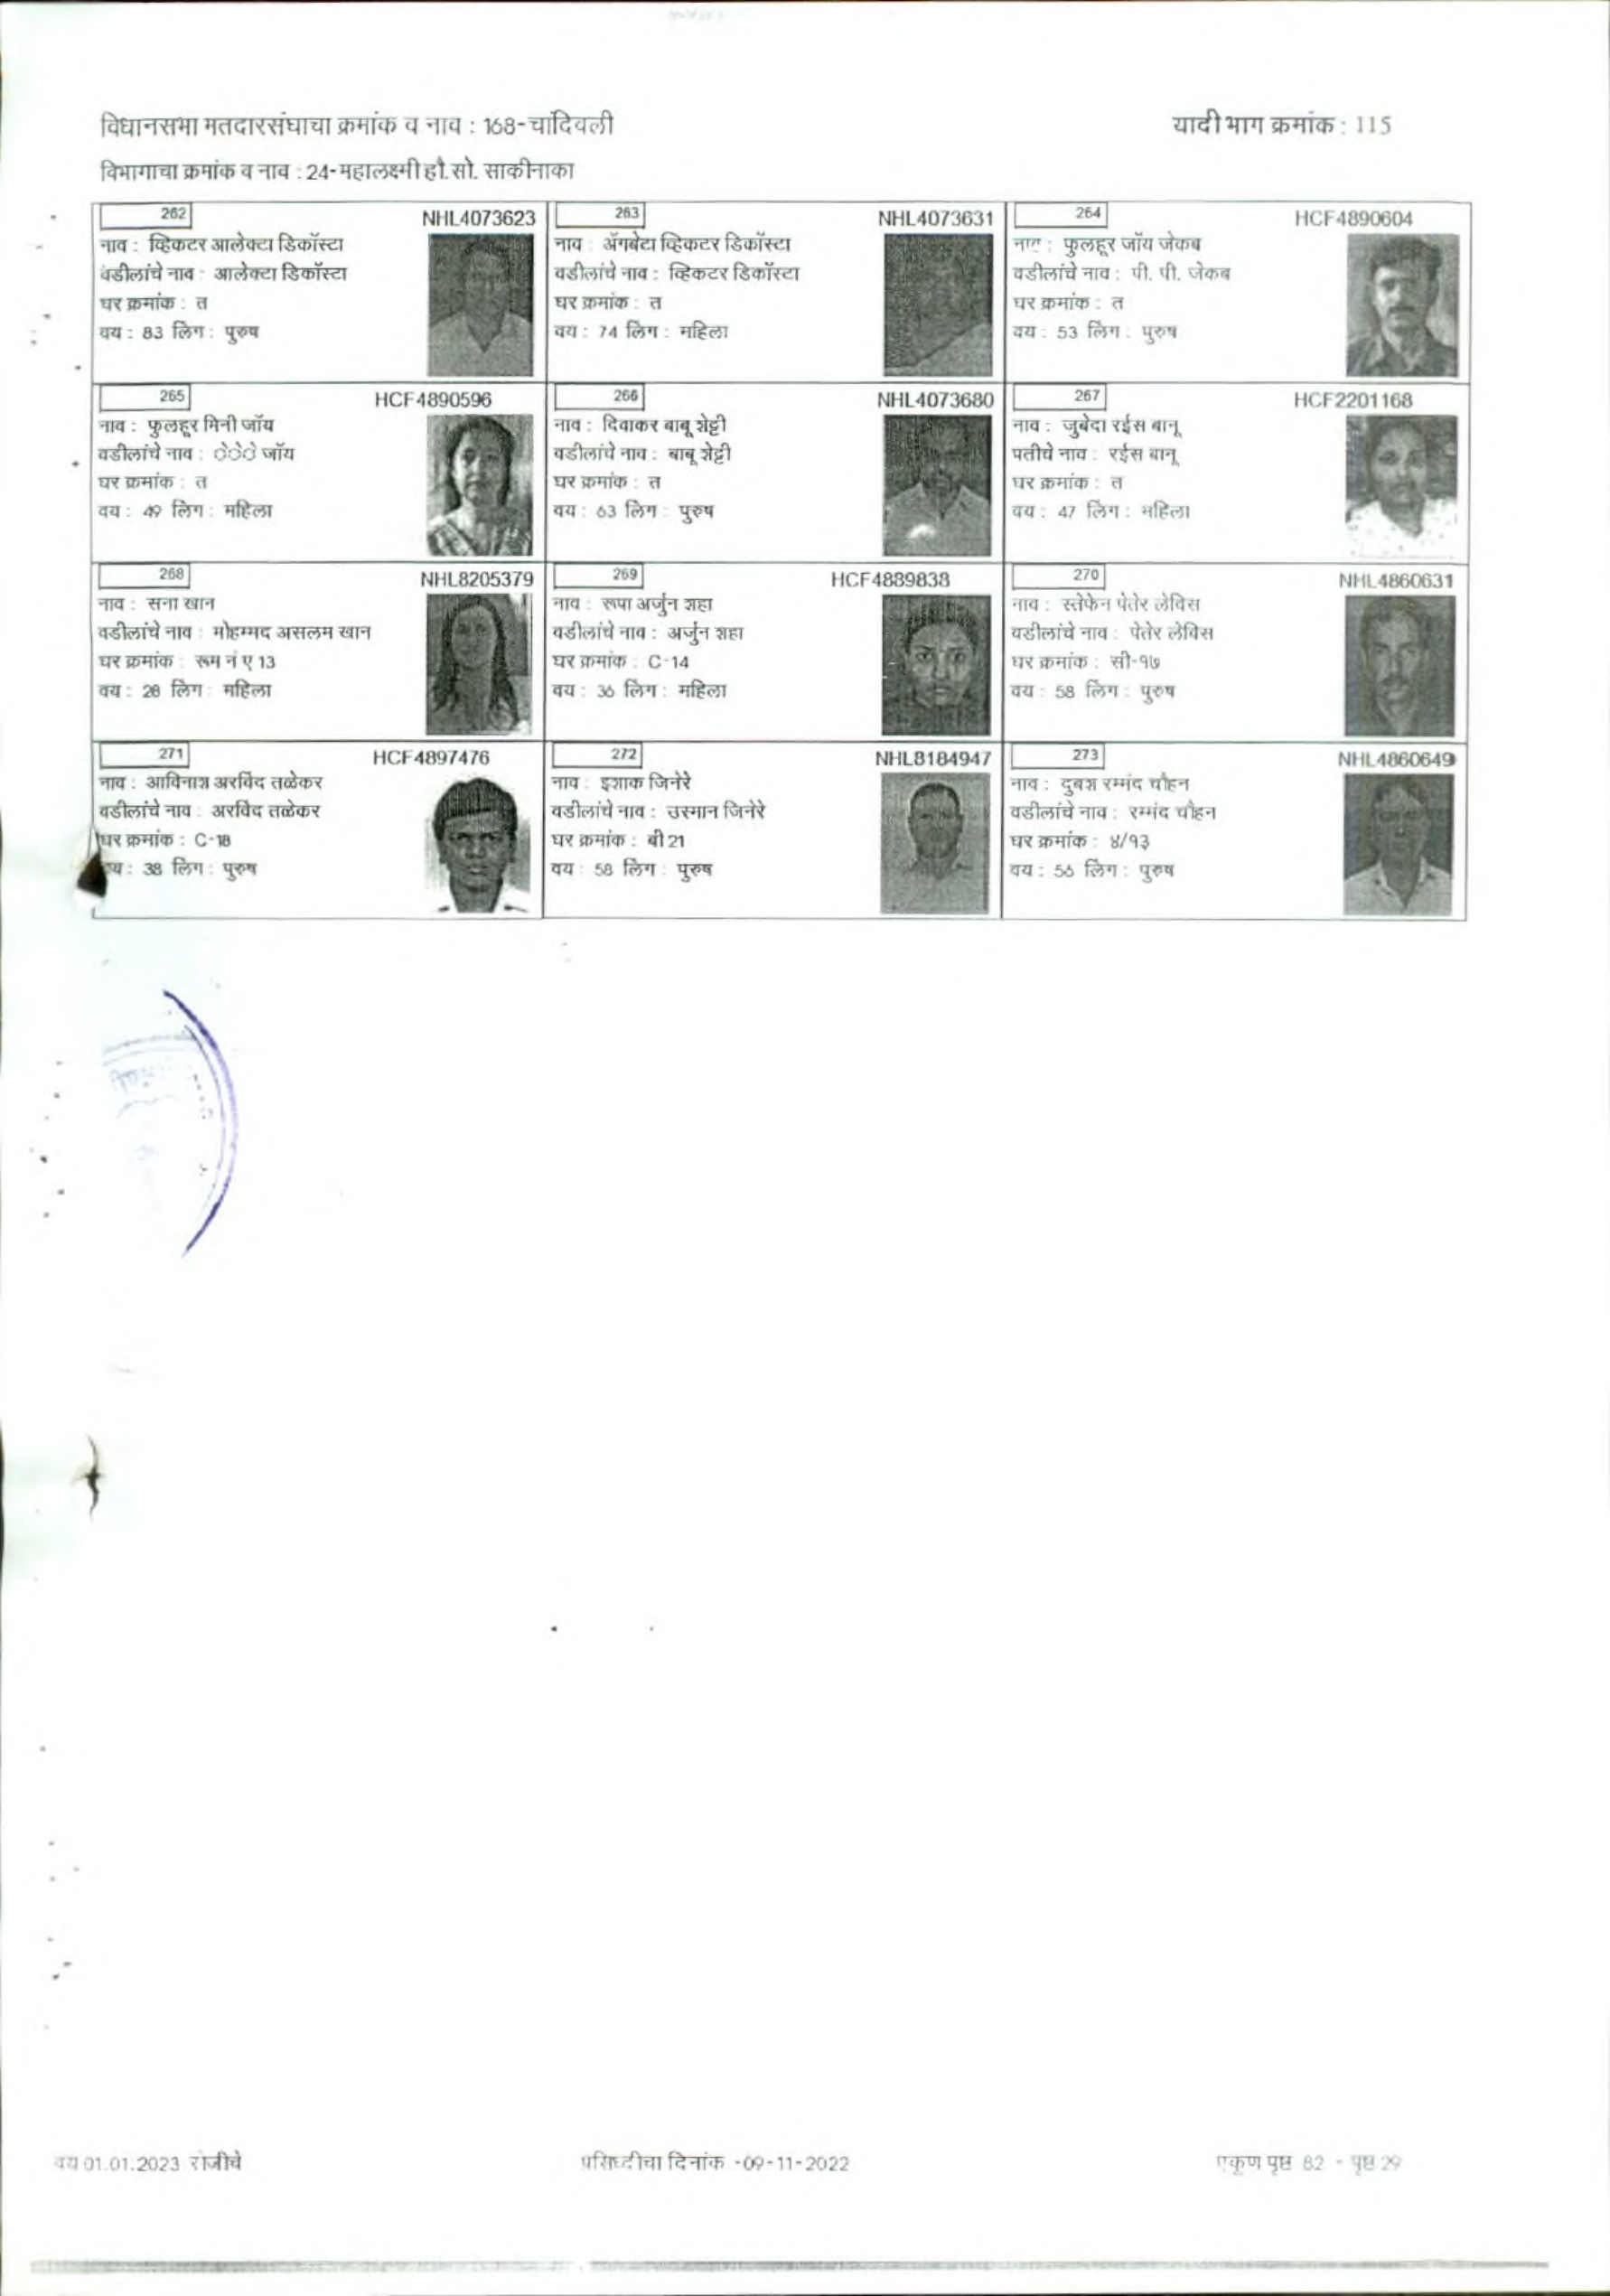 विधानसभा मतदारसंघाचा क्रमांक व नाव : 168-चांदिवली
यादी भाग क्रमांक : 115
विभागाचा क्रमांक व नाव : 24-महालक्ष्मी हौ.सो. साकीनाका
262 NHL4073623
नाव : व्हिकटर आलेक्टा डिकॉस्टा
वडीलांचे नाव : आलेक्टा डिकॉस्टा
घर क्रमांक : त
वय : 83 लिंग : पुरुष
263 NHL4073631
नाव : ॲगबेटा व्हिकटर डिकॉस्टा
वडीलांचे नाव : व्हिकटर डिकॉस्टा
घर क्रमांक : त
वय : 74 लिंग : महिला
264 HCF4890604
नाव : फुलहूर जॉय जेकब
वडीलांचे नाव : पी. पी. जेकब
घर क्रमांक : त
वय : 53 लिंग : पुरुष
265 HCF4890596
नाव : फुलहूर मिनी जॉय
वडीलांचे नाव : जॉय
घर क्रमांक : त
वय : 49 लिंग : महिला
266 NHL4073680
नाव : दिवाकर बाबू शेट्टी
वडीलांचे नाव : बाबू शेट्टी
घर क्रमांक : त
वय : 63 लिंग : पुरुष
267 HCF2201168
नाव : जुबेदा रईस बानू
पतीचे नाव : रईस बानू
घर क्रमांक : त
वय : 47 लिंग : महिला
268 NHL8205379
नाव : सना खान
वडीलांचे नाव : मोहम्मद असलम खान
घर क्रमांक : रूम नं ए 13
वय : 28 लिंग : महिला
269 HCF4889838
नाव : रूपा अर्जुन शहा
वडीलांचे नाव : अर्जुन शहा
घर क्रमांक : C-14
वय : 36 लिंग : महिला
270 NHL4860631
नाव : स्तेफेन पेतेर लेविस
वडीलांचे नाव : पेतेर लेविस
घर क्रमांक : सी-१७
वय : 58 लिंग : पुरुष
271 HCF4897476
नाव : आविनाश अरविंद तळेकर
वडीलांचे नाव : अरविंद तळेकर
घर क्रमांक : C-18
वय : 38 लिंग : पुरुष
272 NHL8184947
नाव : इशाक जिनेरे
वडीलांचे नाव : उस्मान जिनेरे
घर क्रमांक : बी 21
वय : 58 लिंग : पुरुष
273 NHL4860649
नाव : दुबश रम्मंद चौहन
वडीलांचे नाव : रम्मंद चौहन
घर क्रमांक : ४/१३
वय : 56 लिंग : पुरुष
वय 01.01.2023 रोजीचे
प्रसिध्दीचा दिनांक -09-11-2022
एकूण पृष्ठ 82 - पृष्ठ 29